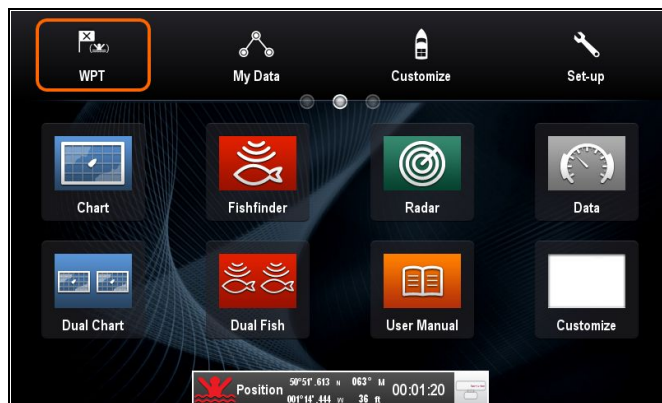 WPT My Data Customize Set-up
Chart Fishfinder Radar Data
Dual Chart Dual Fish User Manual Customize
Position 50°51'.613 N 063° M 00:01:20
001°14'.444 W 36 ft